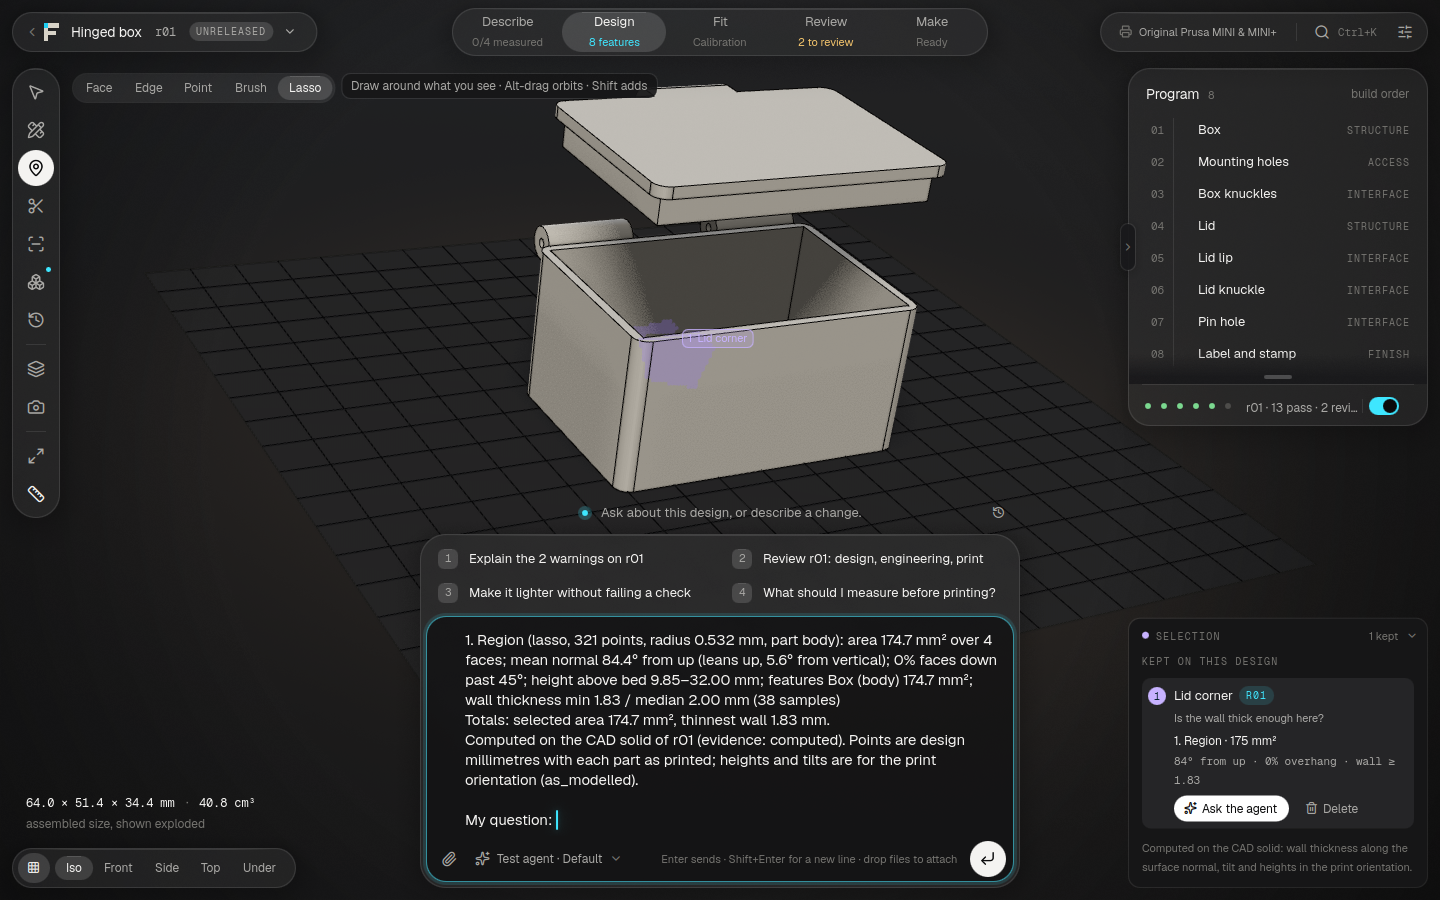 Hinged box r01 UNRELEASED
Describe
0/4 measured
Design
8 features
Fit
Calibration
Review
2 to review
Make
Ready
Original Prusa MINI & MINI+
Ctrl+K
Face Edge Point Brush Lasso
Draw around what you see · Alt-drag orbits · Shift adds
Program 8 build order
01 Box STRUCTURE
02 Mounting holes ACCESS
03 Box knuckles INTERFACE
04 Lid STRUCTURE
05 Lid lip INTERFACE
06 Lid knuckle INTERFACE
07 Pin hole INTERFACE
08 Label and stamp FINISH
r01 · 13 pass · 2 revi…
1 Lid corner
Ask about this design, or describe a change.
1 Explain the 2 warnings on r01
2 Review r01: design, engineering, print
3 Make it lighter without failing a check
4 What should I measure before printing?
1. Region (lasso, 321 points, radius 0.532 mm, part body): area 174.7 mm² over 4
faces; mean normal 84.4° from up (leans up, 5.6° from vertical); 0% faces down
past 45°; height above bed 9.85–32.00 mm; features Box (body) 174.7 mm²;
wall thickness min 1.83 / median 2.00 mm (38 samples)
Totals: selected area 174.7 mm², thinnest wall 1.83 mm.
Computed on the CAD solid of r01 (evidence: computed). Points are design
millimetres with each part as printed; heights and tilts are for the print
orientation (as_modelled).
My question:
Test agent · Default
Enter sends · Shift+Enter for a new line · drop files to attach
SELECTION 1 kept
KEPT ON THIS DESIGN
1 Lid corner R01
Is the wall thick enough here?
1. Region · 175 mm²
84° from up · 0% overhang · wall ≥
1.83
Ask the agent Delete
Computed on the CAD solid: wall thickness along the
surface normal, tilt and heights in the print orientation.
64.0 × 51.4 × 34.4 mm · 40.8 cm³
assembled size, shown exploded
Iso Front Side Top Under